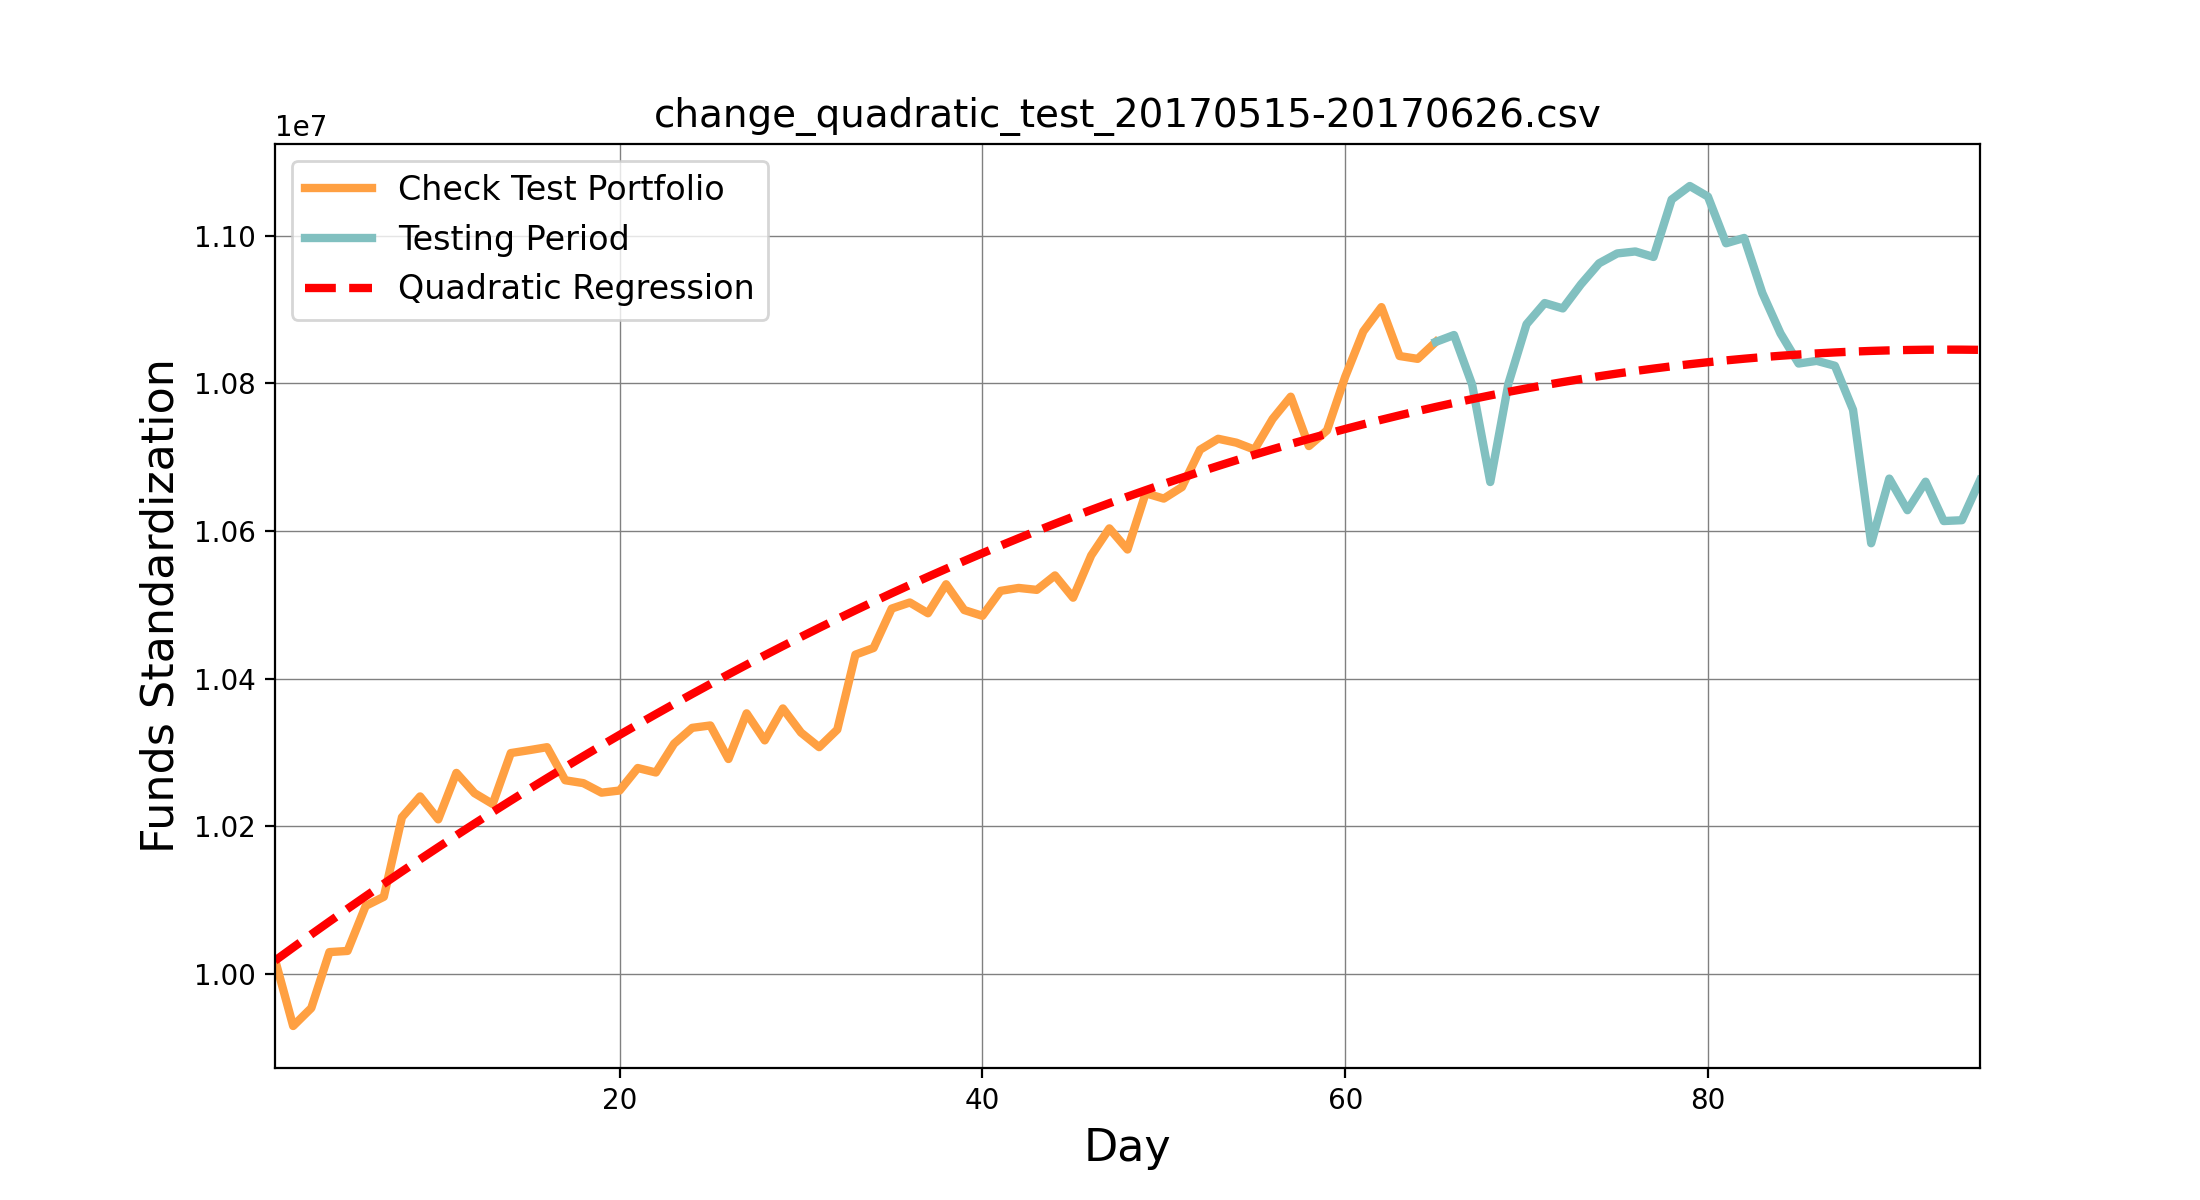 change_quadratic_test_20170515-20170626.csv
1e7
Check Test Portfolio
Testing Period
Quadratic Regression
1.10
1.08
1.06
1.04
1.02
1.00
Funds Standardization
20 40 60 80
Day